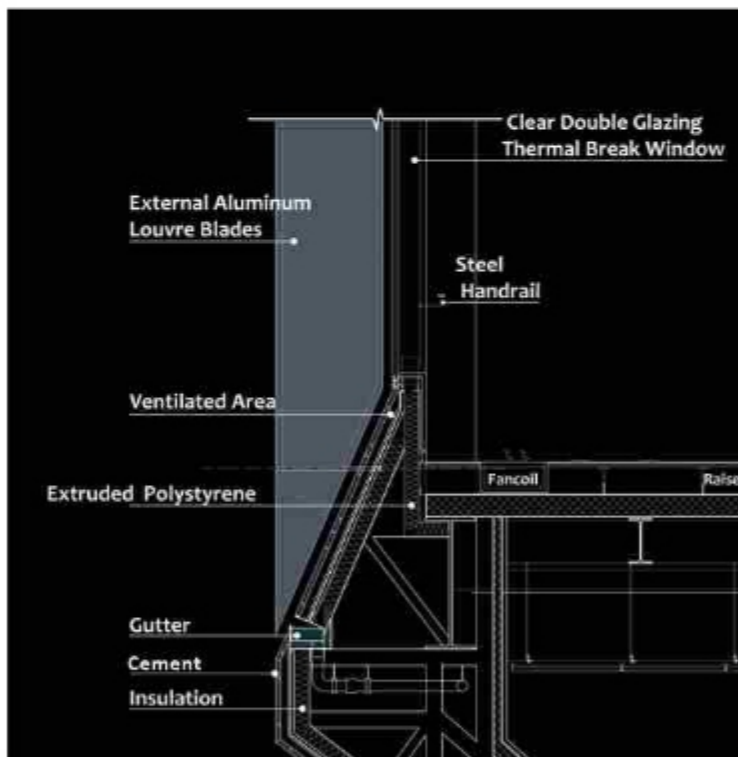 Clear Double Glazing
Thermal Break Window
External Aluminum
Louvre Blades
Steel
Handrail
Ventilated Area
Extruded Polystyrene
Fancoil
Raise
Gutter
Cement
Insulation